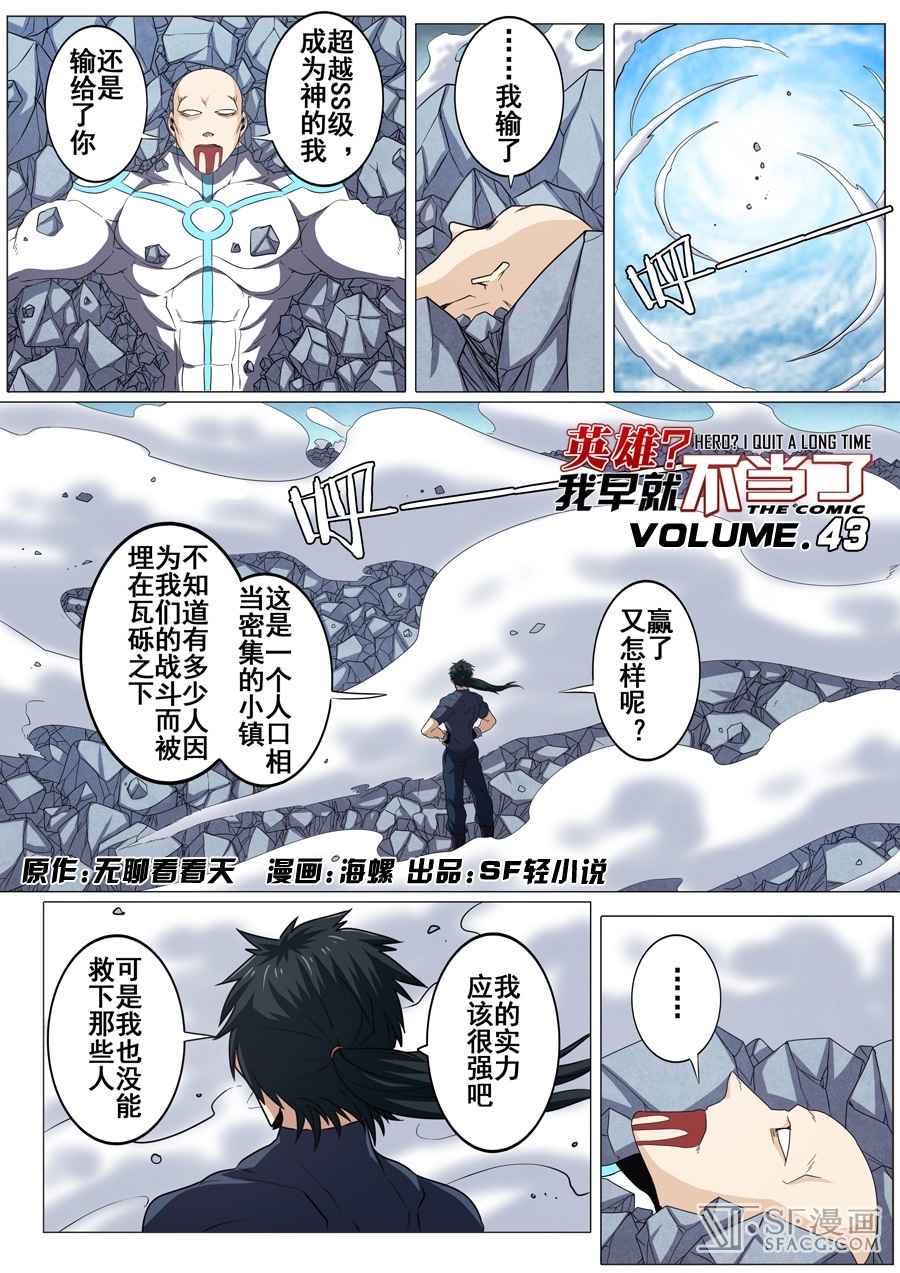 呼
……我输了
超越SS级，
成为神的我
还是
输给了你
英雄?
HERO? I QUIT A LONG TIME
我早就不当了
THE COMIC
VOLUME.43
呼
赢了
又怎样呢？
这是一个人口相
当密集的小镇
不知道有多少人因
为我们的战斗而被
埋在瓦砾之下
原作:无聊看看天 漫画:海螺 出品:SF轻小说
……
我的实力
应该很强吧
可是我也没能
救下那些人
SF漫画
SFACG.COM